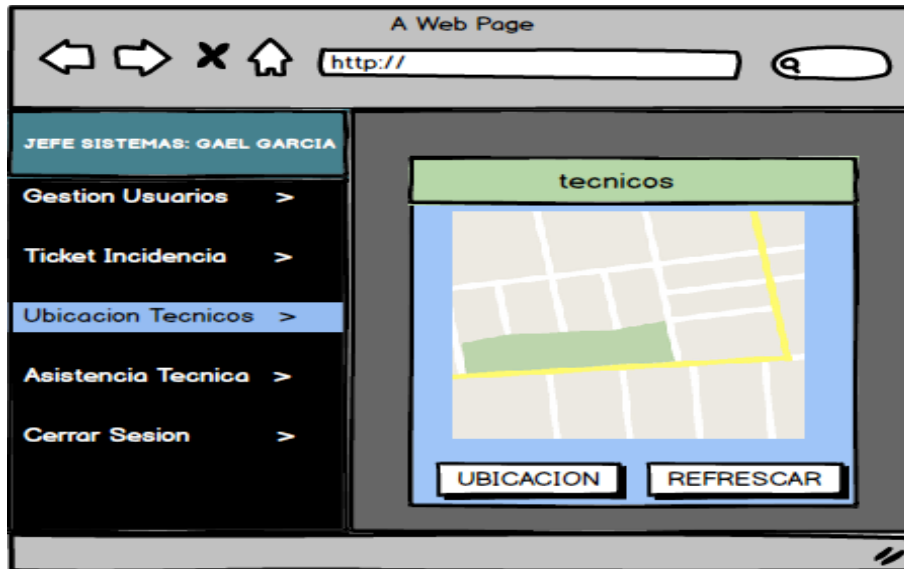 A Web Page
http://
JEFE SISTEMAS: GAEL GARCIA
Gestion Usuarios >
Ticket Incidencia >
Ubicacion Tecnicos >
Asistencia Tecnica >
Cerrar Sesion >
tecnicos
UBICACION
REFRESCAR